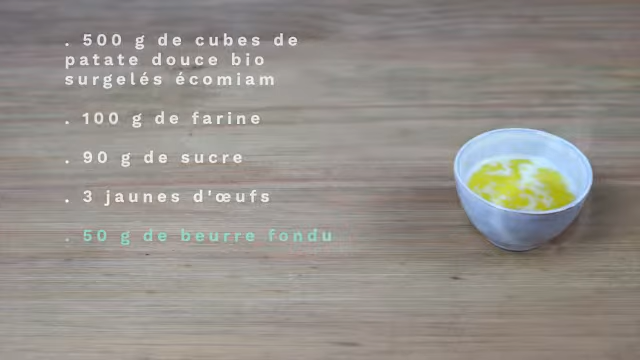 . 500 g de cubes de
patate douce bio
surgelés écomiam
. 100 g de farine
. 90 g de sucre
. 3 jaunes d'œufs
. 50 g de beurre fondu